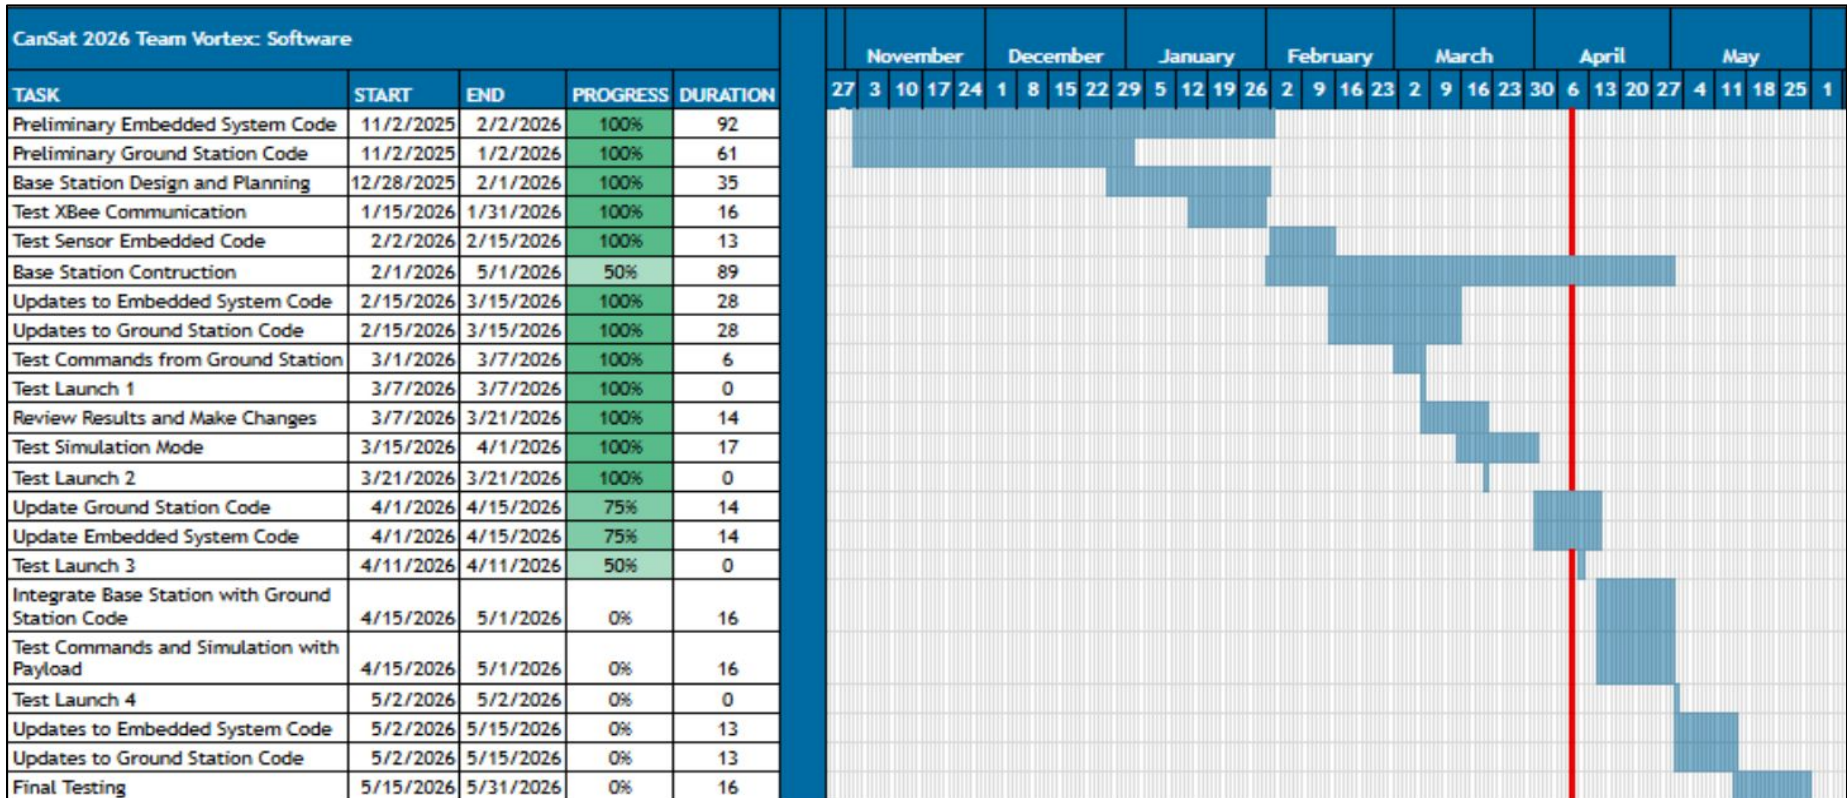 CanSat 2026 Team Vortex: Software
November December January February March April May
TASK START END PROGRESS DURATION 27 3 10 17 24 1 8 15 22 29 5 12 19 26 2 9 16 23 2 9 16 23 30 6 13 20 27 4 11 18 25 1
Preliminary Embedded System Code 11/2/2025 2/2/2026 100% 92
Preliminary Ground Station Code 11/2/2025 1/2/2026 100% 61
Base Station Design and Planning 12/28/2025 2/1/2026 100% 35
Test XBee Communication 1/15/2026 1/31/2026 100% 16
Test Sensor Embedded Code 2/2/2026 2/15/2026 100% 13
Base Station Contruction 2/1/2026 5/1/2026 50% 89
Updates to Embedded System Code 2/15/2026 3/15/2026 100% 28
Updates to Ground Station Code 2/15/2026 3/15/2026 100% 28
Test Commands from Ground Station 3/1/2026 3/7/2026 100% 6
Test Launch 1 3/7/2026 3/7/2026 100% 0
Review Results and Make Changes 3/7/2026 3/21/2026 100% 14
Test Simulation Mode 3/15/2026 4/1/2026 100% 17
Test Launch 2 3/21/2026 3/21/2026 100% 0
Update Ground Station Code 4/1/2026 4/15/2026 75% 14
Update Embedded System Code 4/1/2026 4/15/2026 75% 14
Test Launch 3 4/11/2026 4/11/2026 50% 0
Integrate Base Station with Ground
Station Code 4/15/2026 5/1/2026 0% 16
Test Commands and Simulation with
Payload 4/15/2026 5/1/2026 0% 16
Test Launch 4 5/2/2026 5/2/2026 0% 0
Updates to Embedded System Code 5/2/2026 5/15/2026 0% 13
Updates to Ground Station Code 5/2/2026 5/15/2026 0% 13
Final Testing 5/15/2026 5/31/2026 0% 16